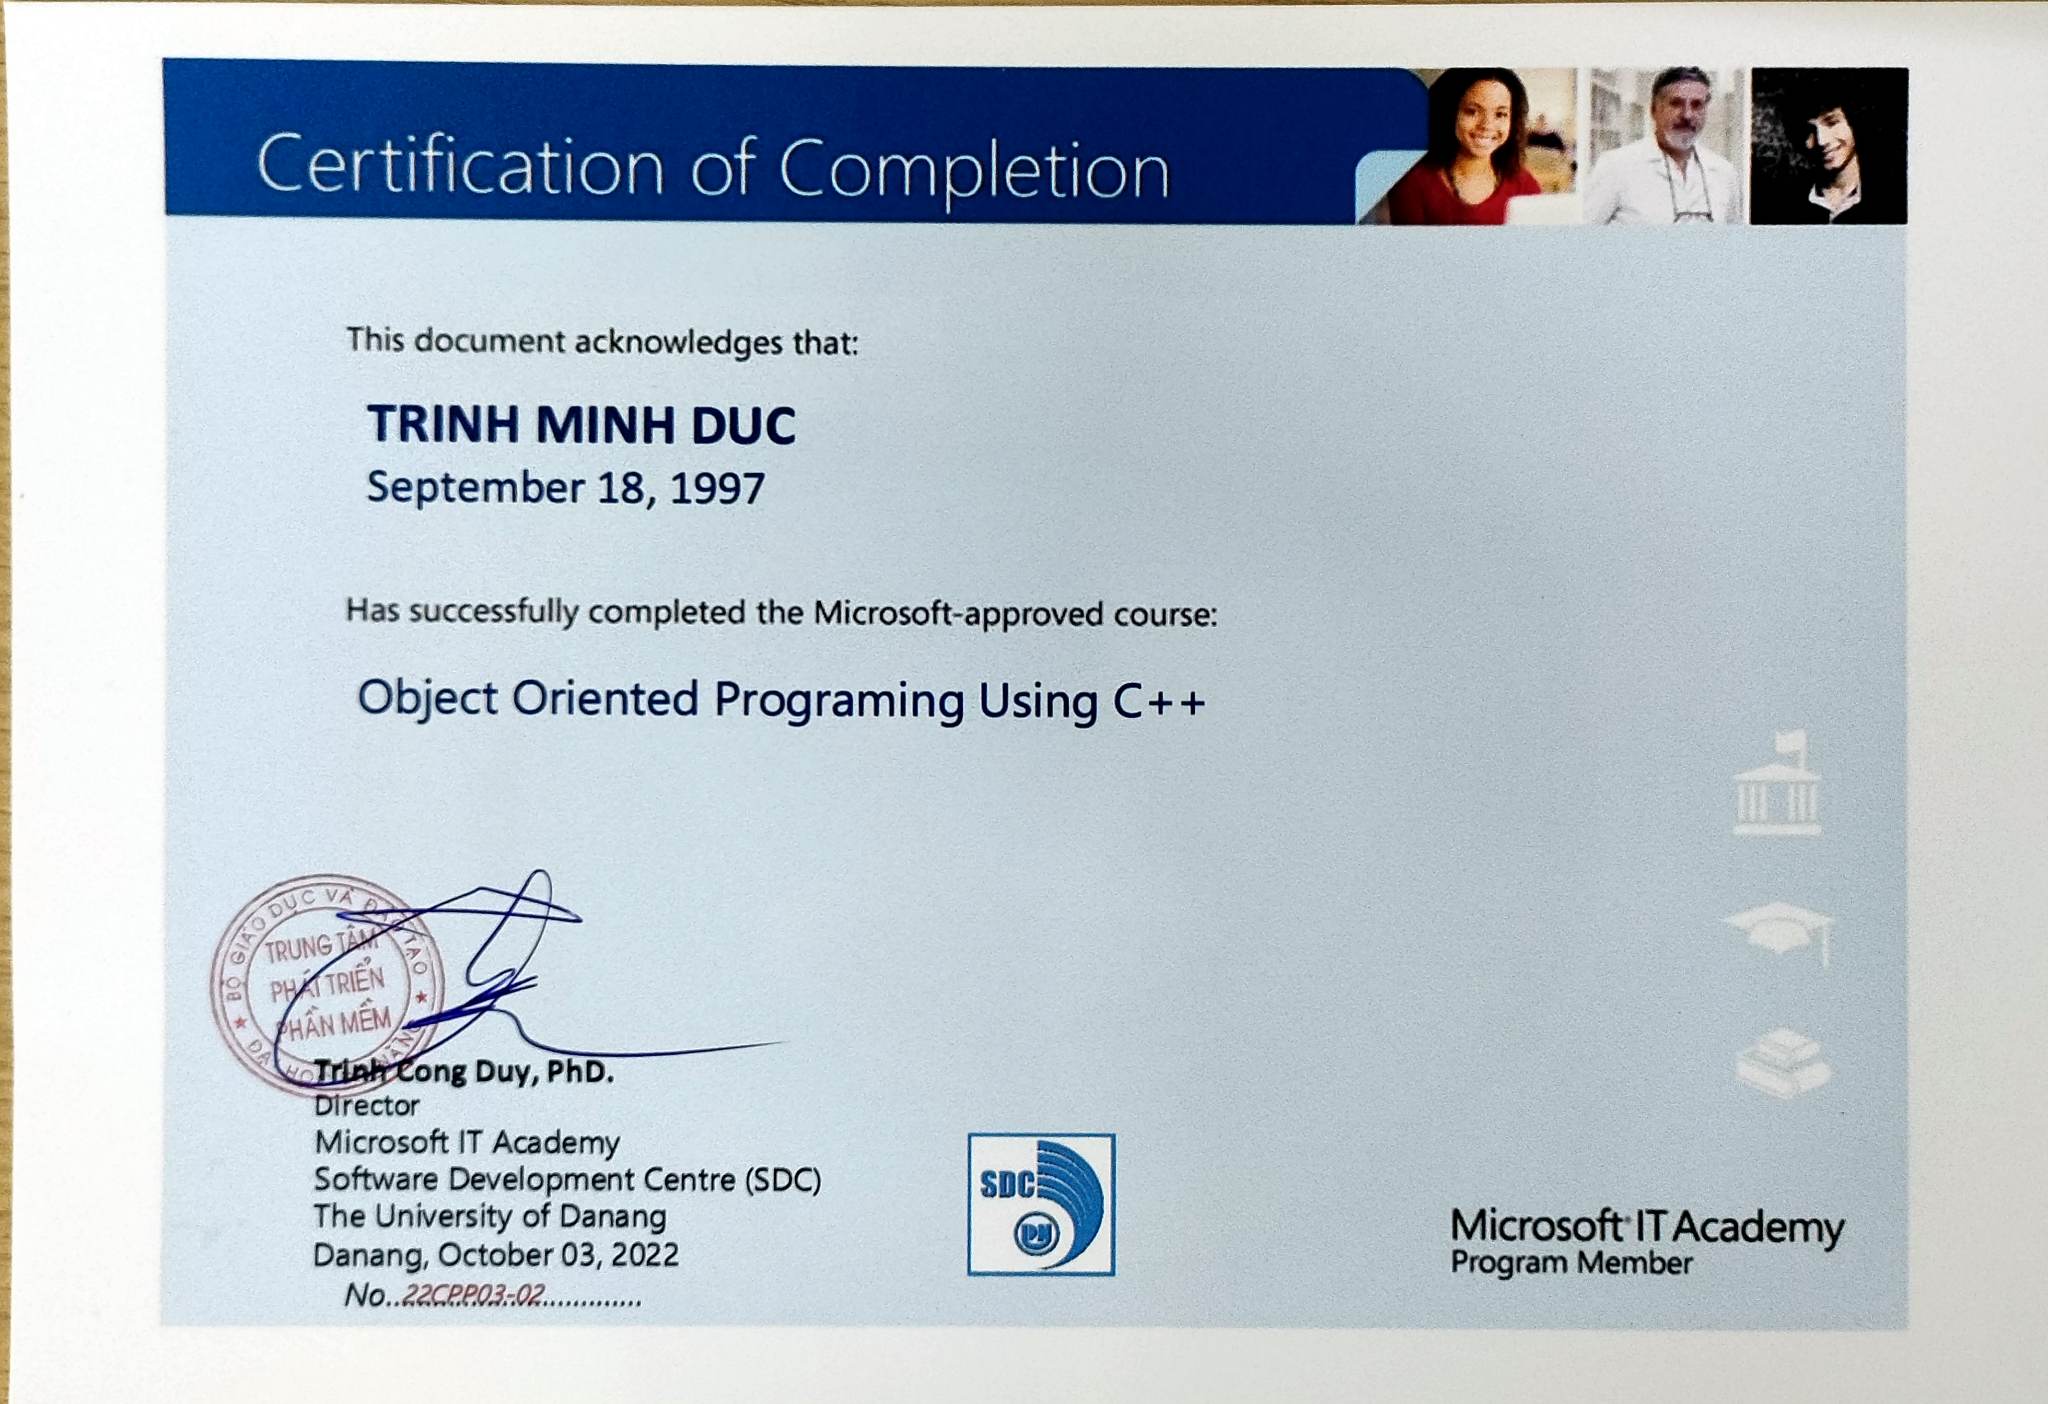 Certification of Completion
This document acknowledges that:
TRINH MINH DUC
September 18, 1997
Has successfully completed the Microsoft-approved course:
Object Oriented Programing Using C++
BỘ GIÁO DỤC VÀ ĐÀO TẠO
TRUNG TÂM
PHÁT TRIỂN
PHẦN MỀM
ĐẠI HỌC ĐÀ NẴNG
Trinh Cong Duy, PhD.
Director
Microsoft IT Academy
Software Development Centre (SDC)
The University of Danang
Danang, October 03, 2022
No..22CPP03-02.............
SDC
DN
Microsoft® IT Academy
Program Member